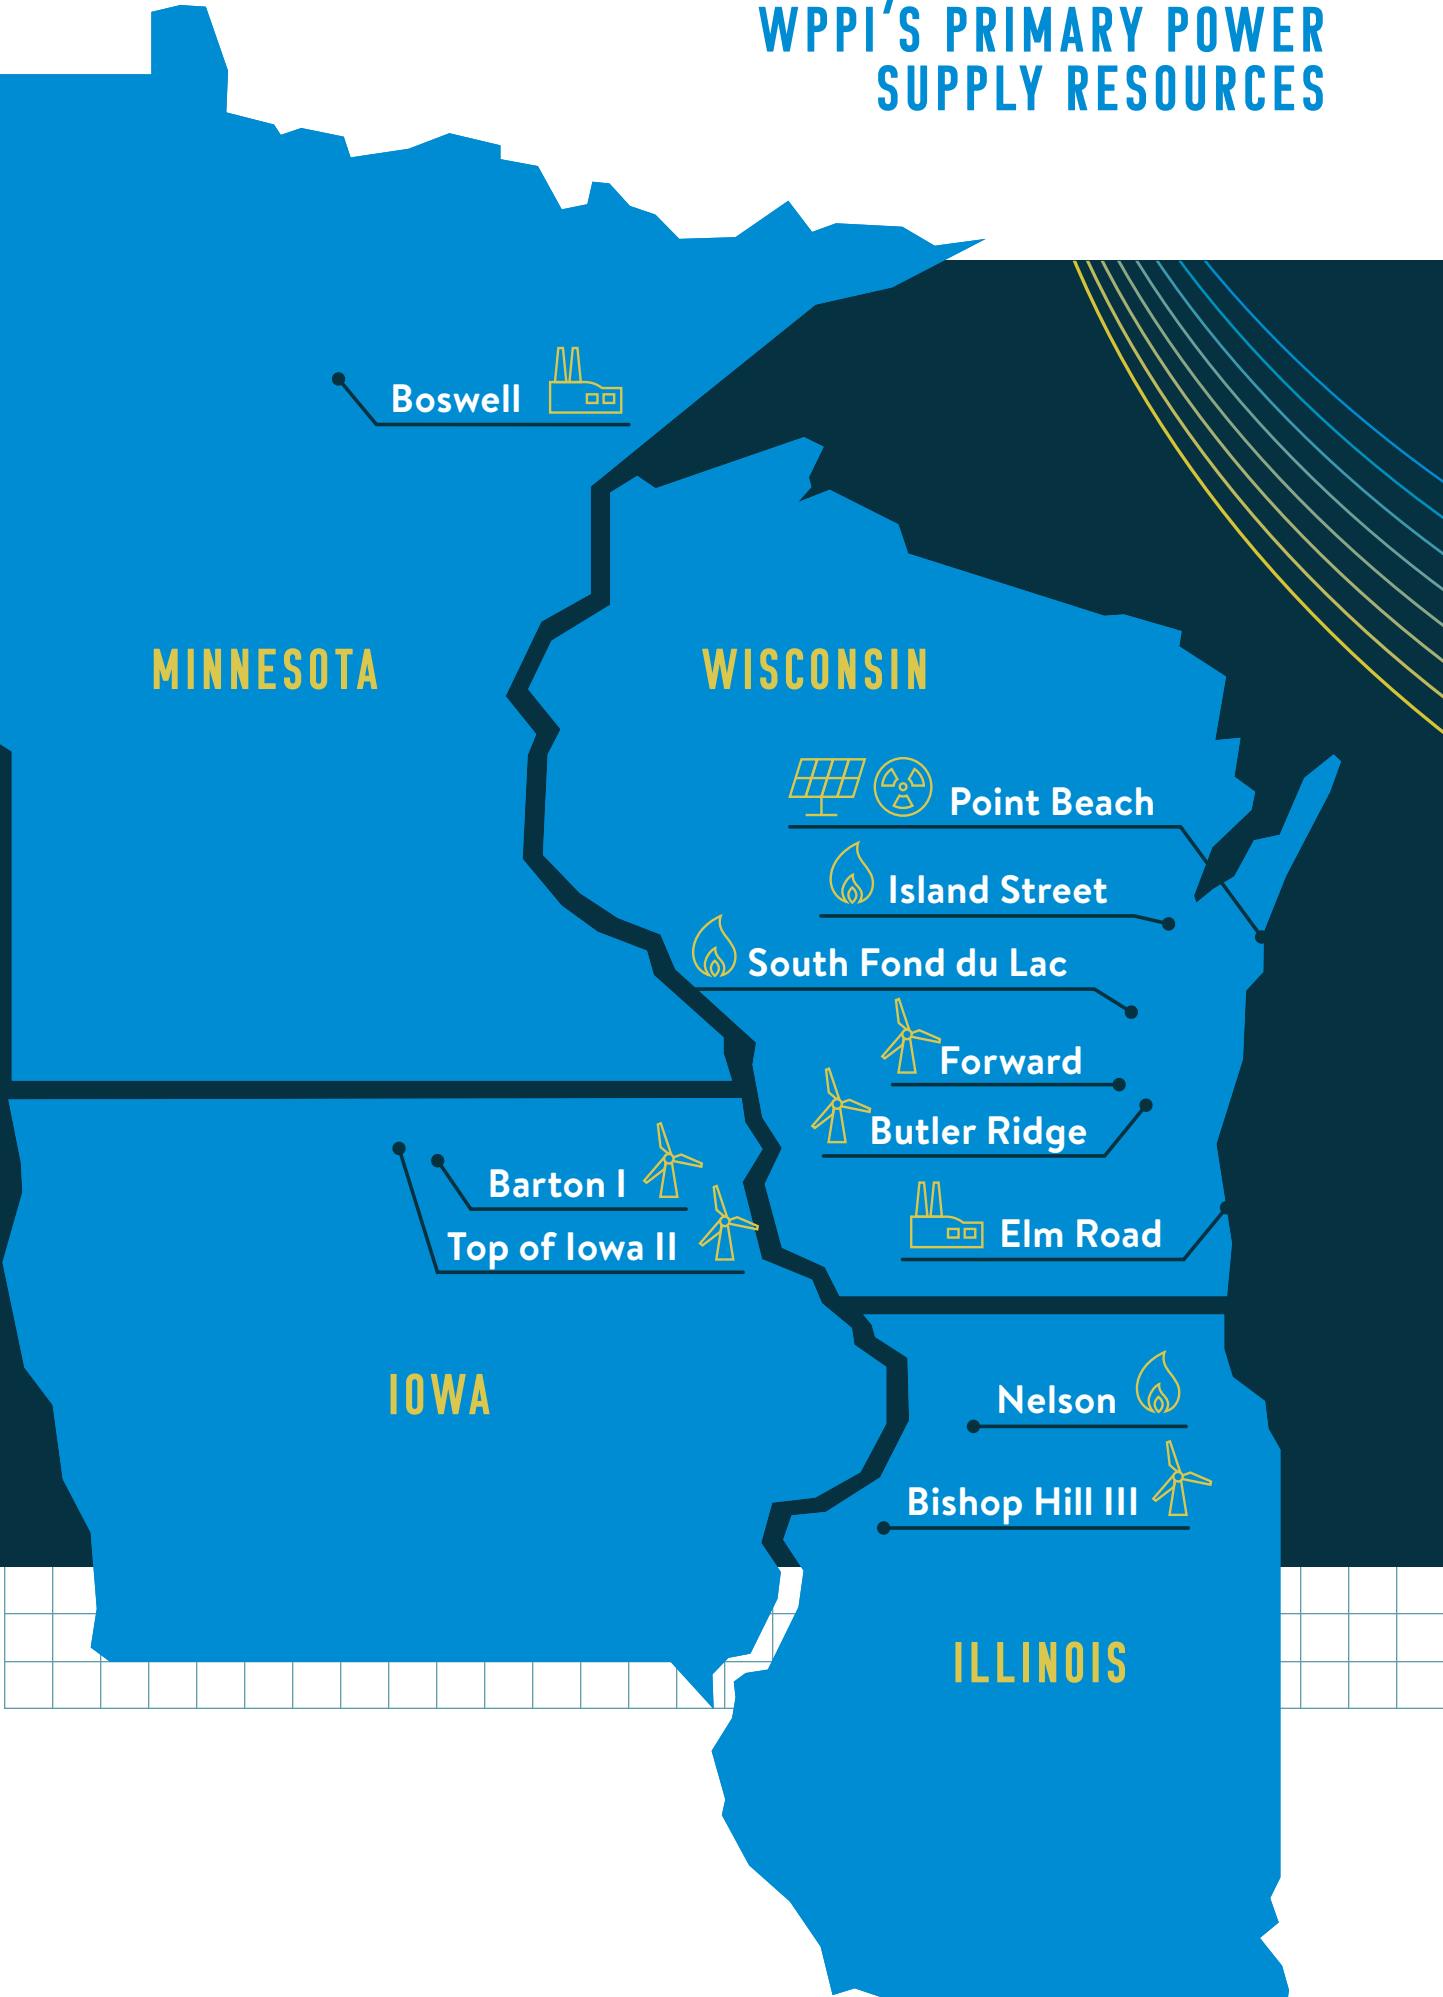 WPPI'S PRIMARY POWER
SUPPLY RESOURCES
Boswell
MINNESOTA
WISCONSIN
Point Beach
Island Street
South Fond du Lac
Forward
Butler Ridge
Barton I
Top of Iowa II
Elm Road
IOWA
Nelson
Bishop Hill III
ILLINOIS